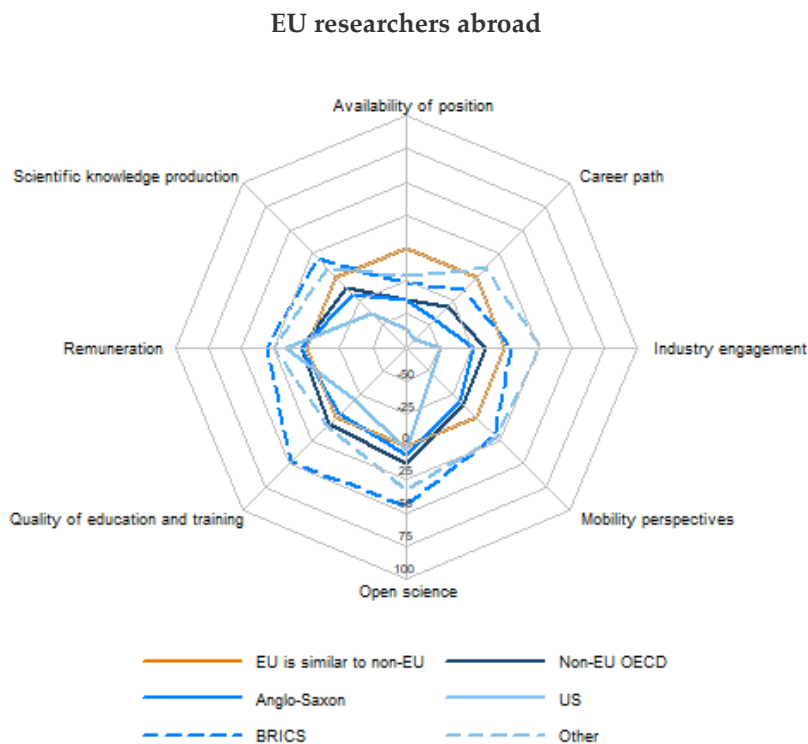 EU researchers abroad
Availability of position
Scientific knowledge production
Career path
Remuneration
Industry engagement
-50
-25
0
25
50
75
100
Quality of education and training
Mobility perspectives
Open science
EU is similar to non-EU
Non-EU OECD
Anglo-Saxon
US
BRICS
Other